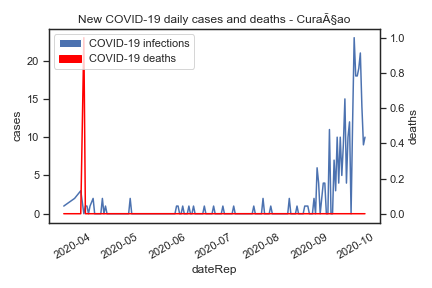 New COVID-19 daily cases and deaths - CuraÃ§ao
COVID-19 infections
COVID-19 deaths
cases
20
15
10
5
0
1.0
0.8
0.6
0.4
0.2
0.0
deaths
2020-04 2020-05 2020-06 2020-07 2020-08 2020-09 2020-10
dateRep